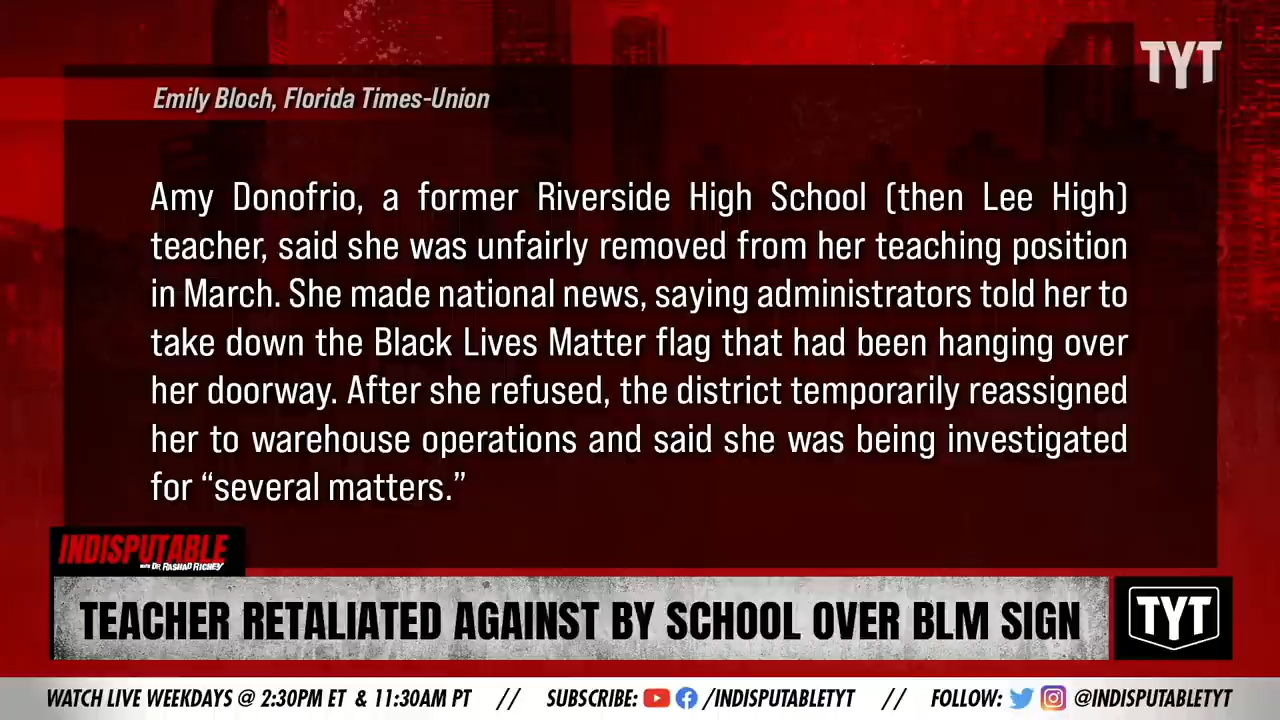 TYT
Emily Bloch, Florida Times-Union
Amy Donofrio, a former Riverside High School (then Lee High)
teacher, said she was unfairly removed from her teaching position
in March. She made national news, saying administrators told her to
take down the Black Lives Matter flag that had been hanging over
her doorway. After she refused, the district temporarily reassigned
her to warehouse operations and said she was being investigated
for “several matters.”
INDISPUTABLE
WITH DR. RASHAD RICHEY
TEACHER RETALIATED AGAINST BY SCHOOL OVER BLM SIGN
TYT
WATCH LIVE WEEKDAYS @ 2:30PM ET & 11:30AM PT // SUBSCRIBE: /INDISPUTABLETYT // FOLLOW: @INDISPUTABLETYT